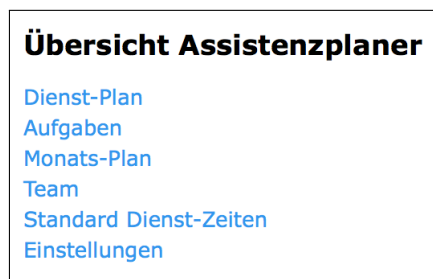 Übersicht Assistenzplaner
Dienst-Plan
Aufgaben
Monats-Plan
Team
Standard Dienst-Zeiten
Einstellungen